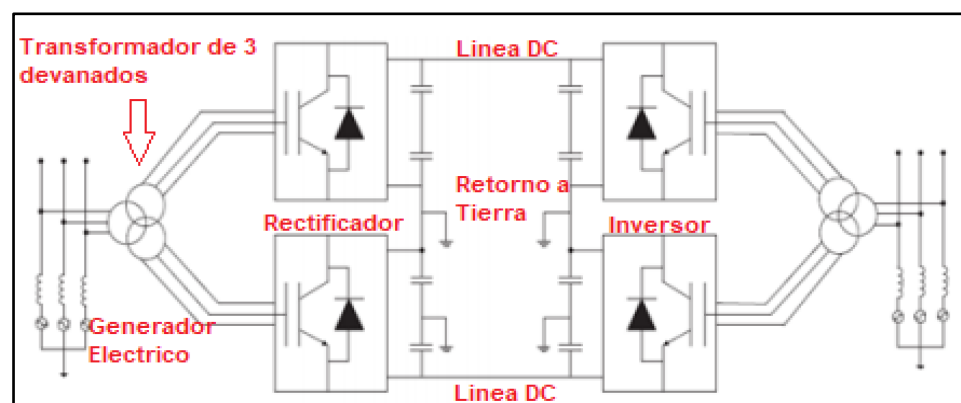 Transformador de 3
devanados
Linea DC
Retorno a
Tierra
Rectificador
Inversor
Generador
Electrico
Linea DC